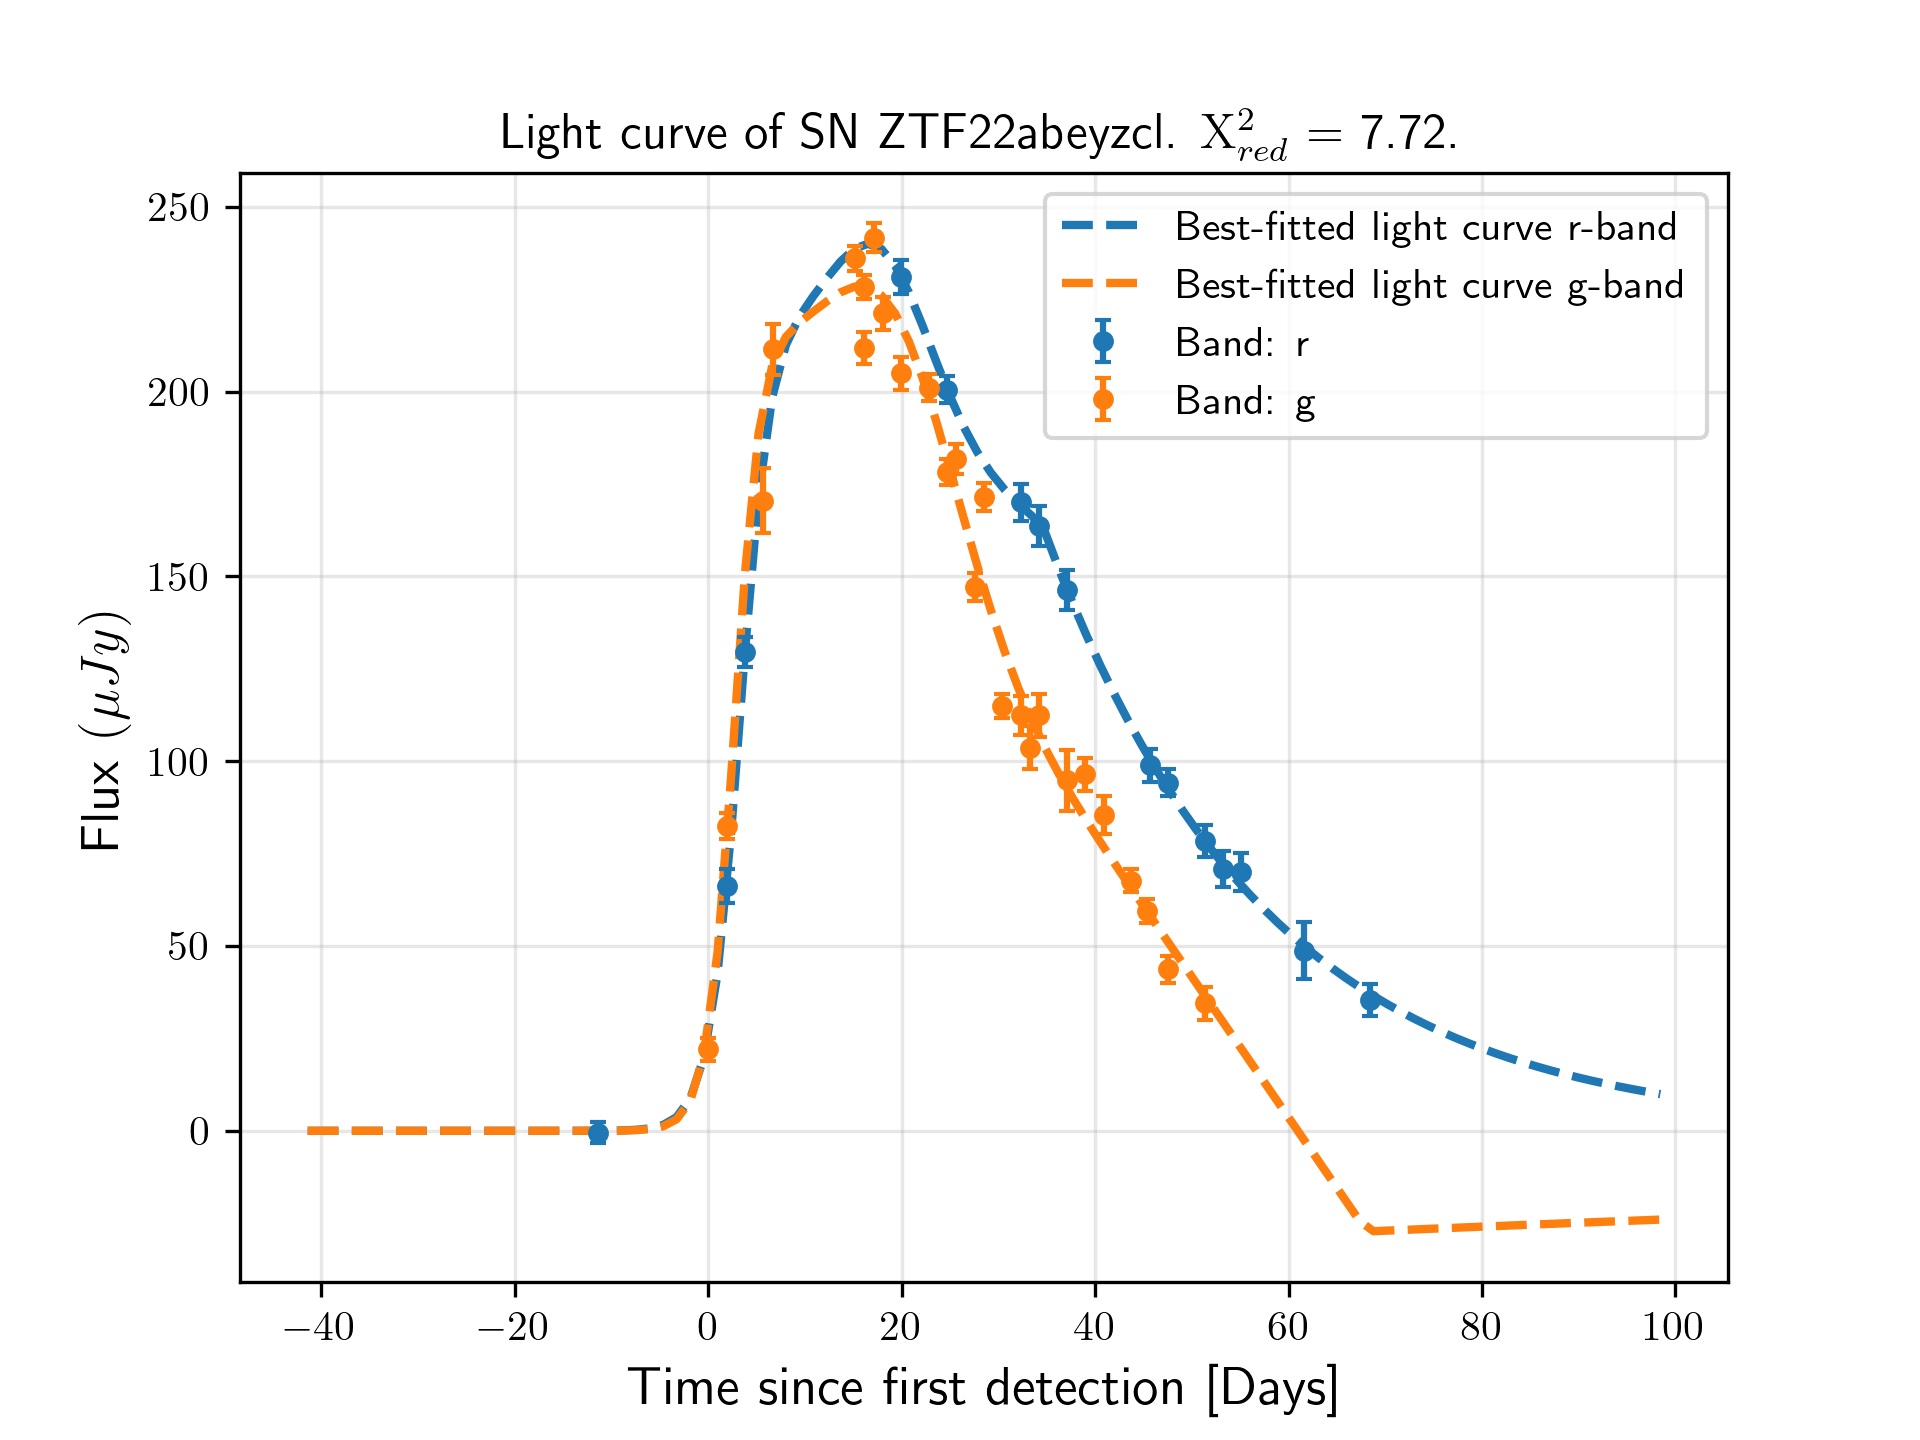 Light curve of SN ZTF22abeyzcl. X²_red = 7.72.
Best-fitted light curve r-band
Best-fitted light curve g-band
Band: r
Band: g
250
200
150
100
50
0
Flux (μJy)
−40 −20 0 20 40 60 80 100
Time since first detection [Days]